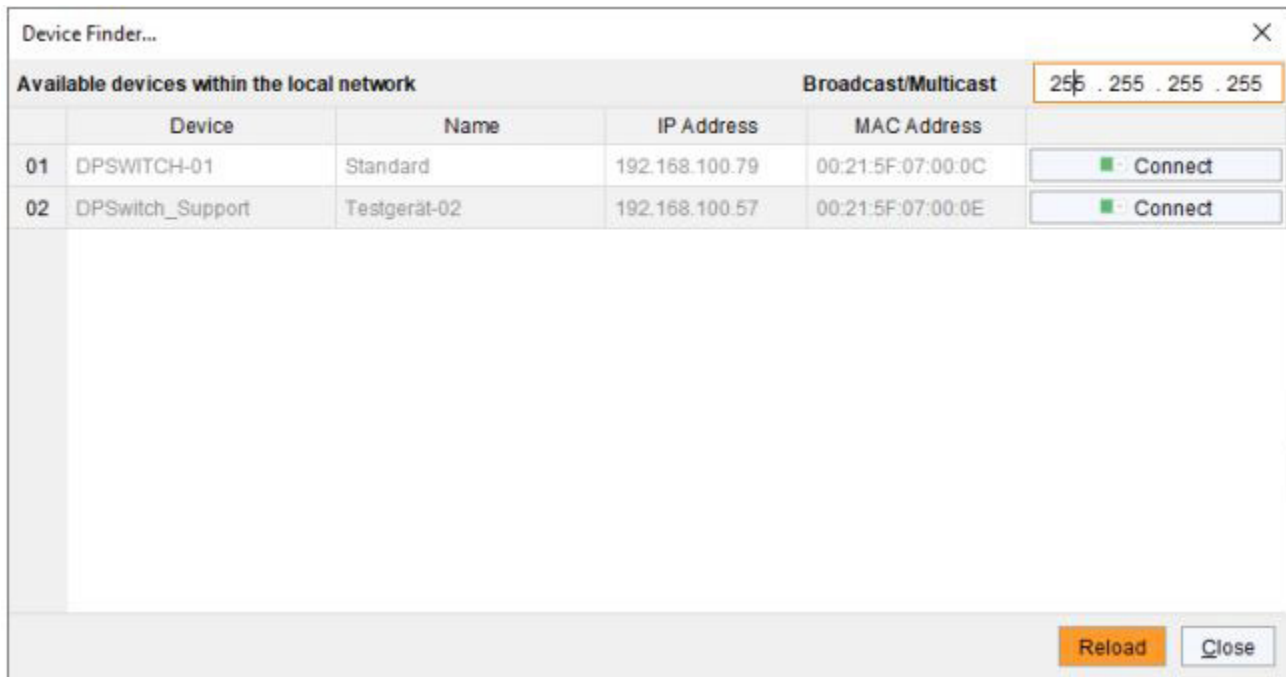 Device Finder...
Available devices within the local network Broadcast/Multicast 255 . 255 . 255 . 255
Device Name IP Address MAC Address
01 DPSWITCH-01 Standard 192.168.100.79 00:21:5F:07:00:0C Connect
02 DPSwitch_Support Testgerät-02 192.168.100.57 00:21:5F:07:00:0E Connect
Reload Close